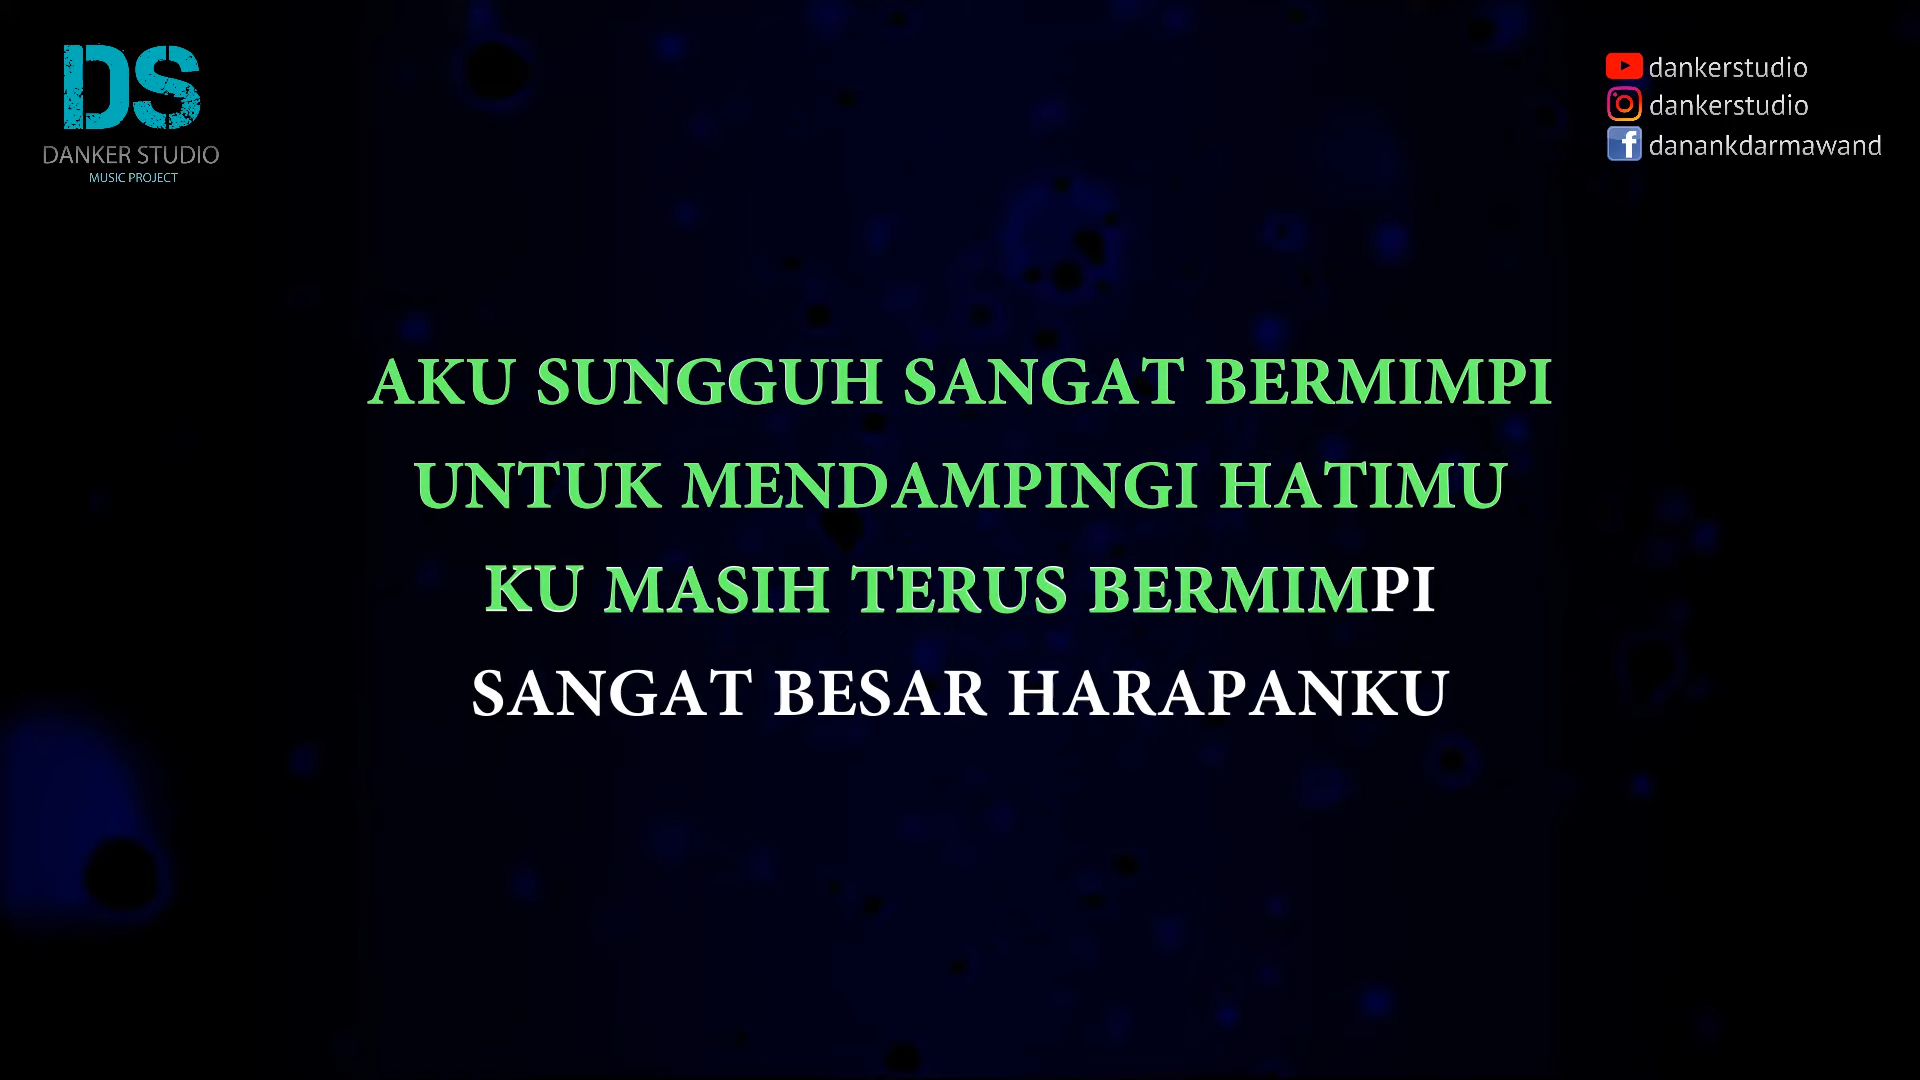 DS
DANKER STUDIO
MUSIC PROJECT
dankerstudio
dankerstudio
danankdarmawand
AKU SUNGGUH SANGAT BERMIMPI
UNTUK MENDAMPINGI HATIMU
KU MASIH TERUS BERMIMPI
SANGAT BESAR HARAPANKU